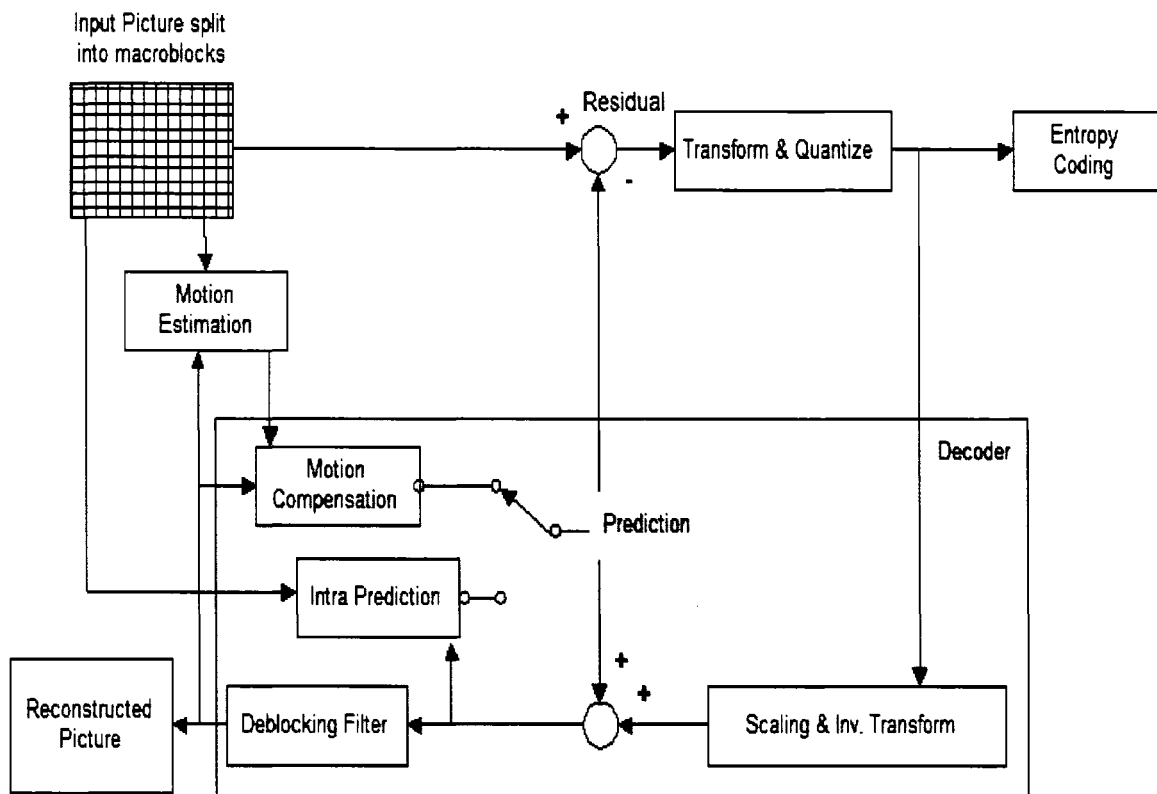 Input Picture split
into macroblocks
+
Residual
-
Transform & Quantize
Entropy
Coding
Motion
Estimation
Decoder
Motion
Compensation
Prediction
Intra Prediction
+
+
Reconstructed
Picture
Deblocking Filter
Scaling & Inv. Transform